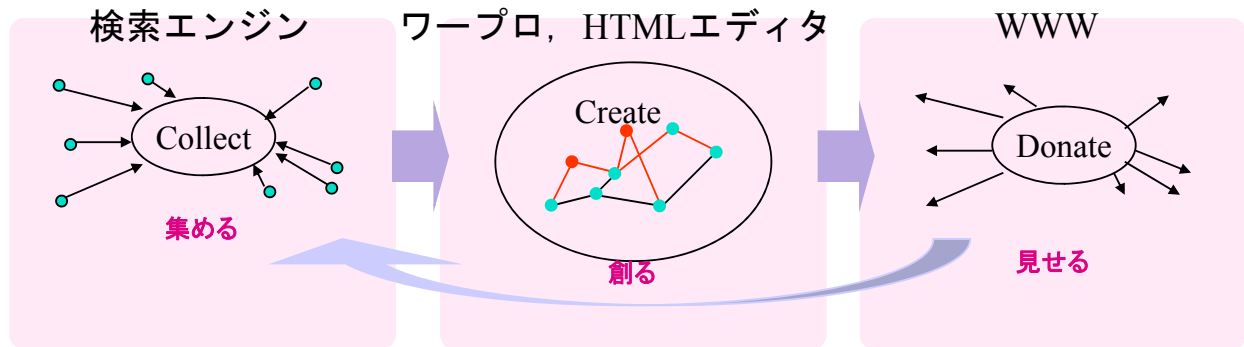 検索エンジン
ワープロ，HTMLエディタ
WWW
Collect
集める
Create
創る
Donate
見せる